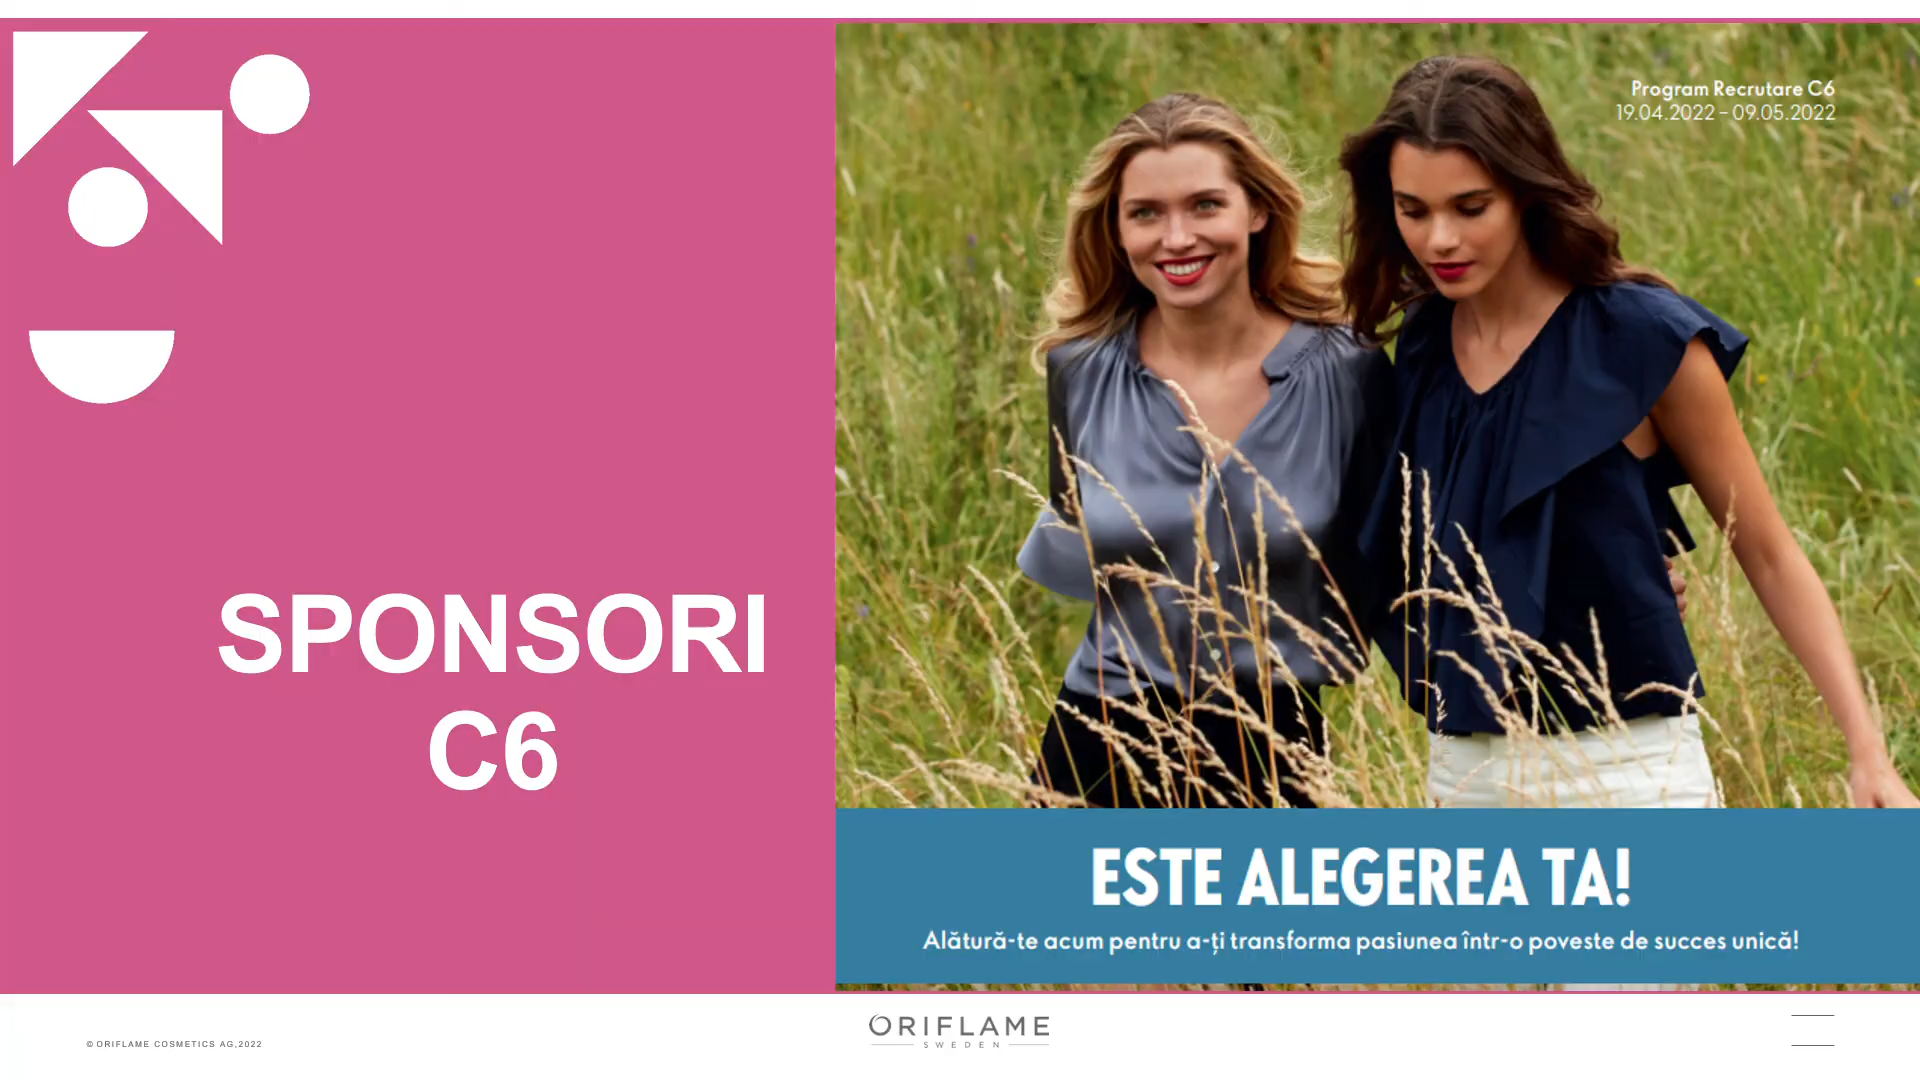 SPONSORI
C6
Program Recrutare C6
19.04.2022 – 09.05.2022
ESTE ALEGEREA TA!
Alătură-te acum pentru a-ți transforma pasiunea într-o poveste de succes unică!
© ORIFLAME COSMETICS AG,2022
ORIFLAME
SWEDEN